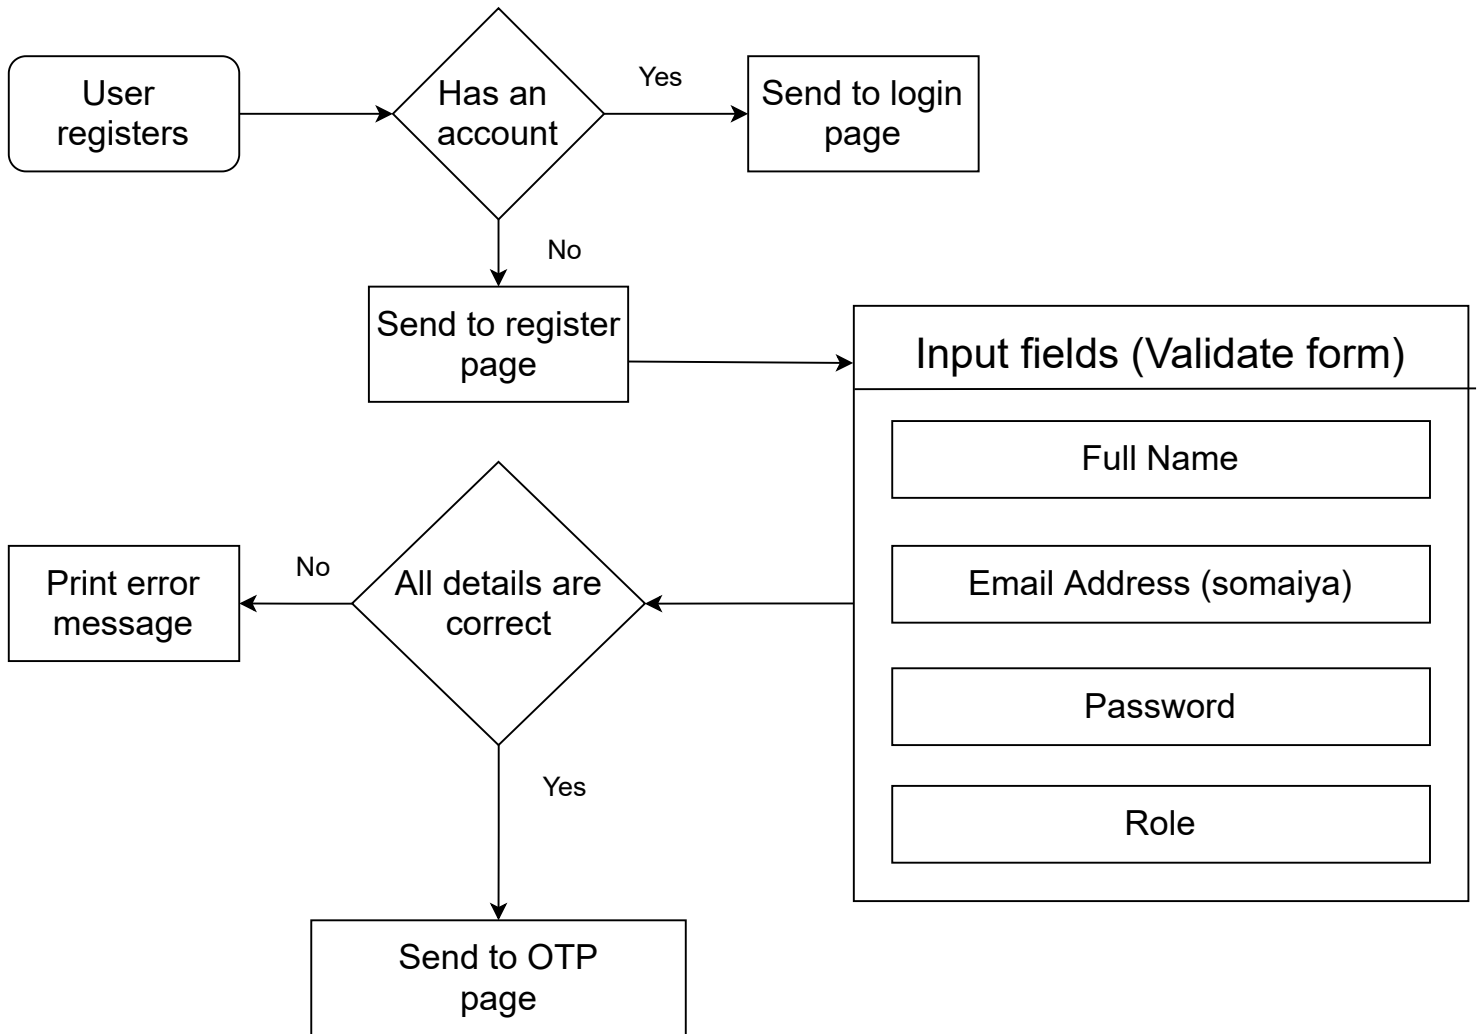 User
registers
Has an
account
Yes
Send to login
page
No
Send to register
page
Input fields (Validate form)
Full Name
Email Address (somaiya)
Password
Role
All details are
correct
No
Print error
message
Yes
Send to OTP
page